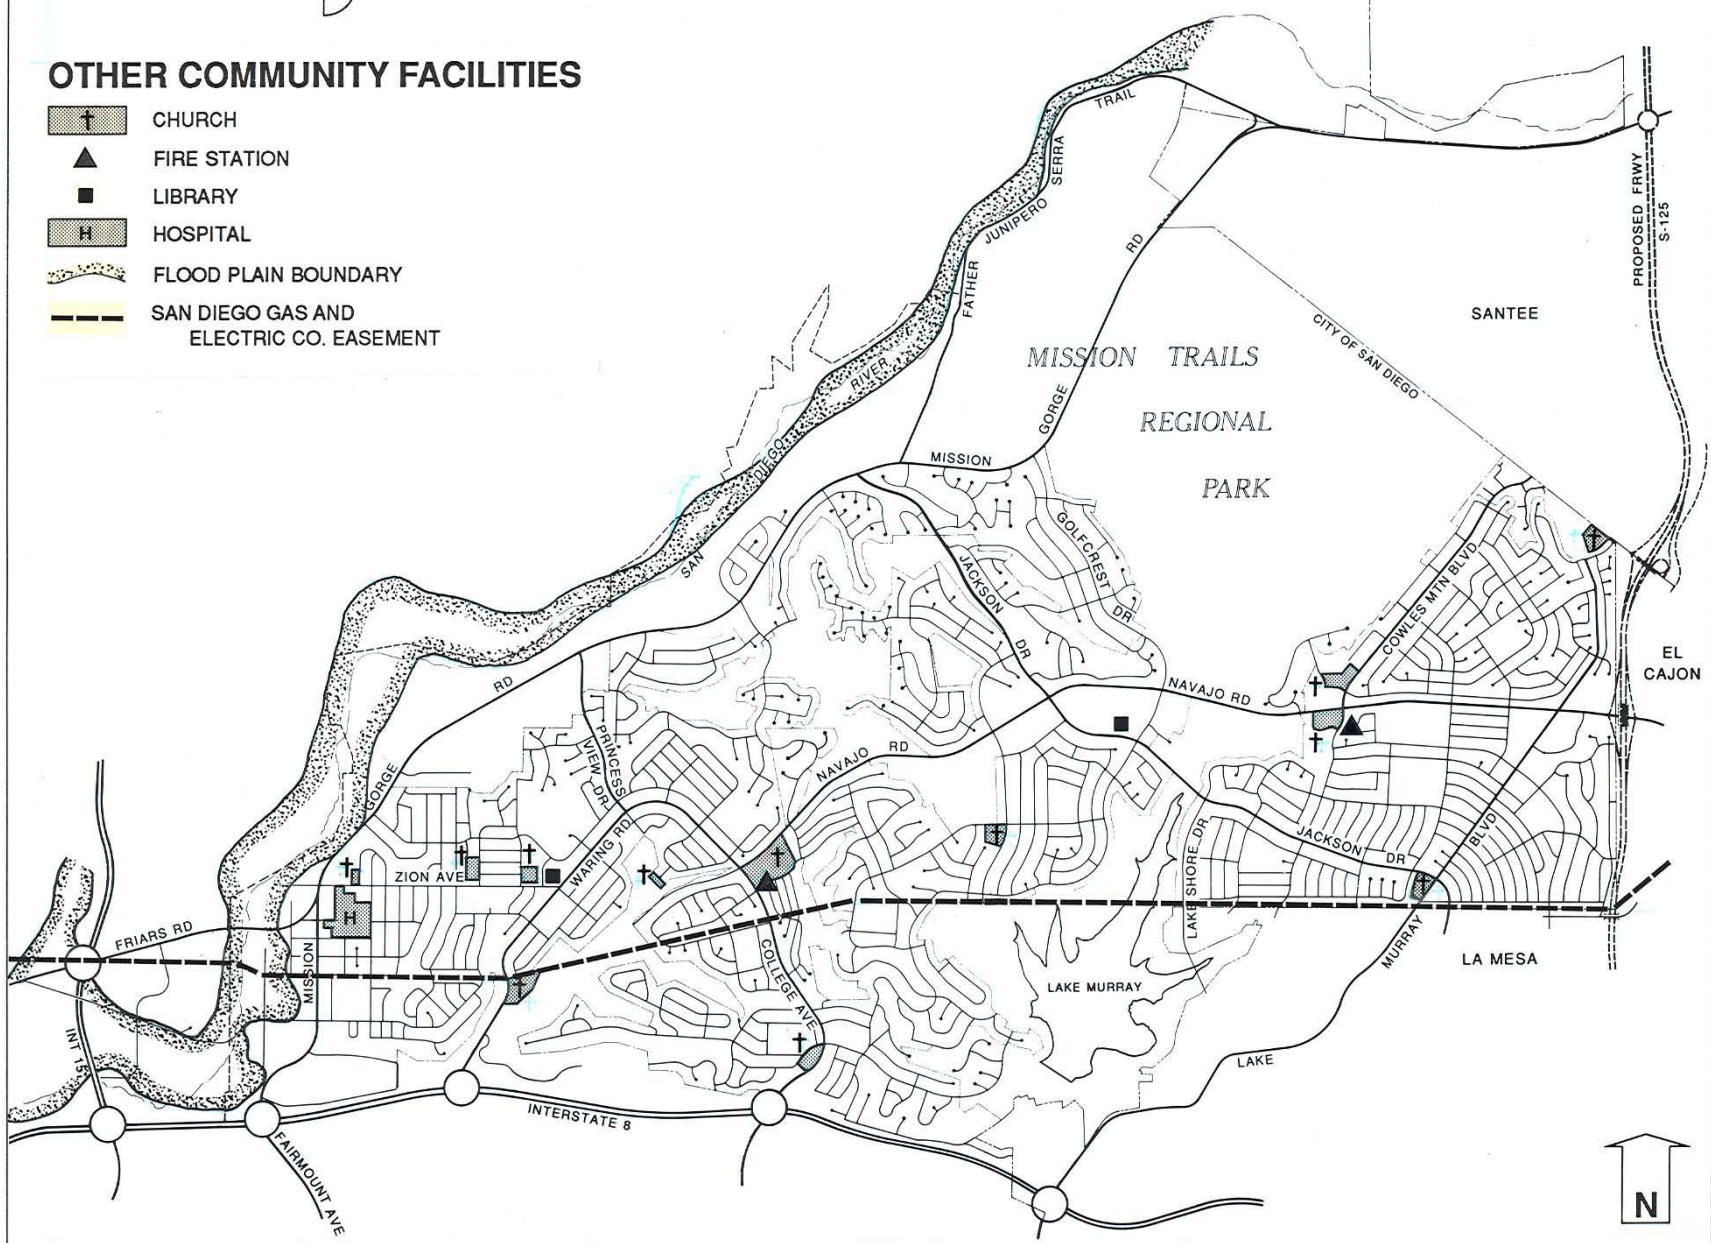 OTHER COMMUNITY FACILITIES
CHURCH
FIRE STATION
LIBRARY
H
HOSPITAL
FLOOD PLAIN BOUNDARY
SAN DIEGO GAS AND
ELECTRIC CO. EASEMENT
TRAIL
SERRA
JUNIPERO
FATHER
RD
GORGE
MISSION
PROPOSED FRWY
S-125
SANTEE
CITY OF SAN DIEGO
MISSION TRAILS
REGIONAL
PARK
RIVER
DIEGO
SAN
GOLFCREST
DR
JACKSON
DR
COWLES MTN BLVD
EL
CAJON
NAVAJO RD
RD
PRINCESS
VIEW DR
NAVAJO
RD
GORGE
WARING RD
ZION AVE
H
LAKE SHORE DR
JACKSON
DR
BLVD
FRIARS RD
MISSION
COLLEGE AVE
LAKE MURRAY
MURRAY
LA MESA
INT 15
LAKE
INTERSTATE 8
FAIRMOUNT AVE
N